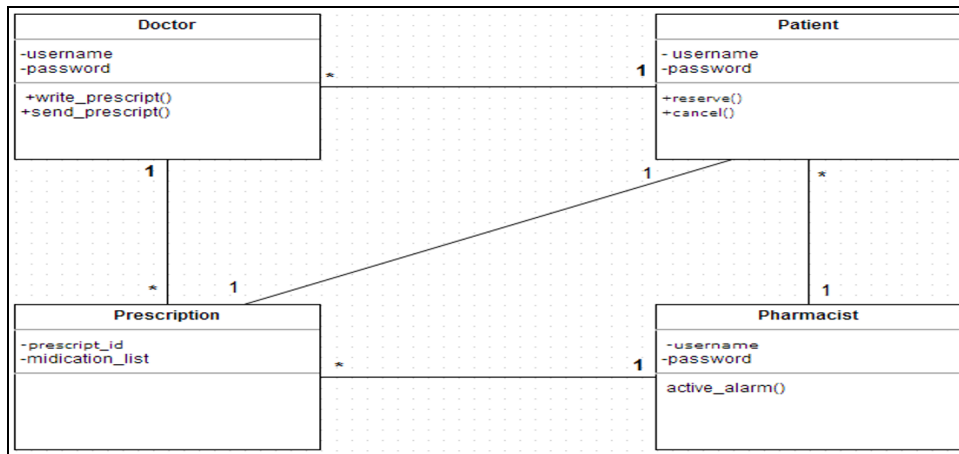 Doctor
-username
-password
+write_prescript()
+send_prescript()
Patient
- username
-password
+reserve()
+cancel()
*
1
1
*
1
1
*
1
Prescription
-prescript_id
-midication_list
*
1
Pharmacist
-username
-password
active_alarm()